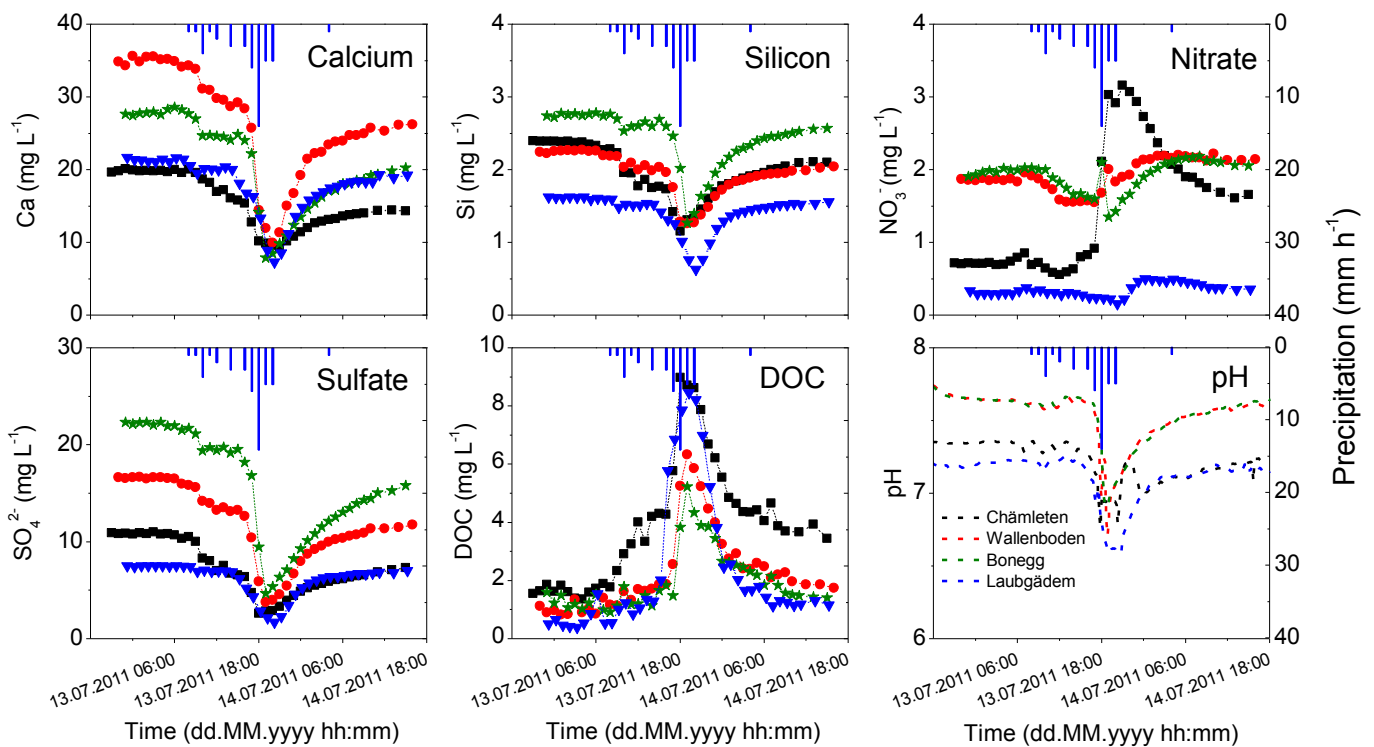 Calcium
Ca (mg L⁻¹)
40
30
20
10
0
Silicon
Si (mg L⁻¹)
4
3
2
1
0
Nitrate
NO₃⁻ (mg L⁻¹)
4
3
2
1
0
0
10
20
30
40
Sulfate
SO₄²⁻ (mg L⁻¹)
30
20
10
0
DOC
DOC (mg L⁻¹)
10
8
6
4
2
0
pH
pH
8
7
6
0
10
20
30
40
Precipitation (mm h⁻¹)
Chämleten
Wallenboden
Bonegg
Laubgädem
13.07.2011 06:00
13.07.2011 18:00
14.07.2011 06:00
14.07.2011 18:00
Time (dd.MM.yyyy hh:mm)
13.07.2011 06:00
13.07.2011 18:00
14.07.2011 06:00
14.07.2011 18:00
Time (dd.MM.yyyy hh:mm)
13.07.2011 06:00
13.07.2011 18:00
14.07.2011 06:00
14.07.2011 18:00
Time (dd.MM.yyyy hh:mm)